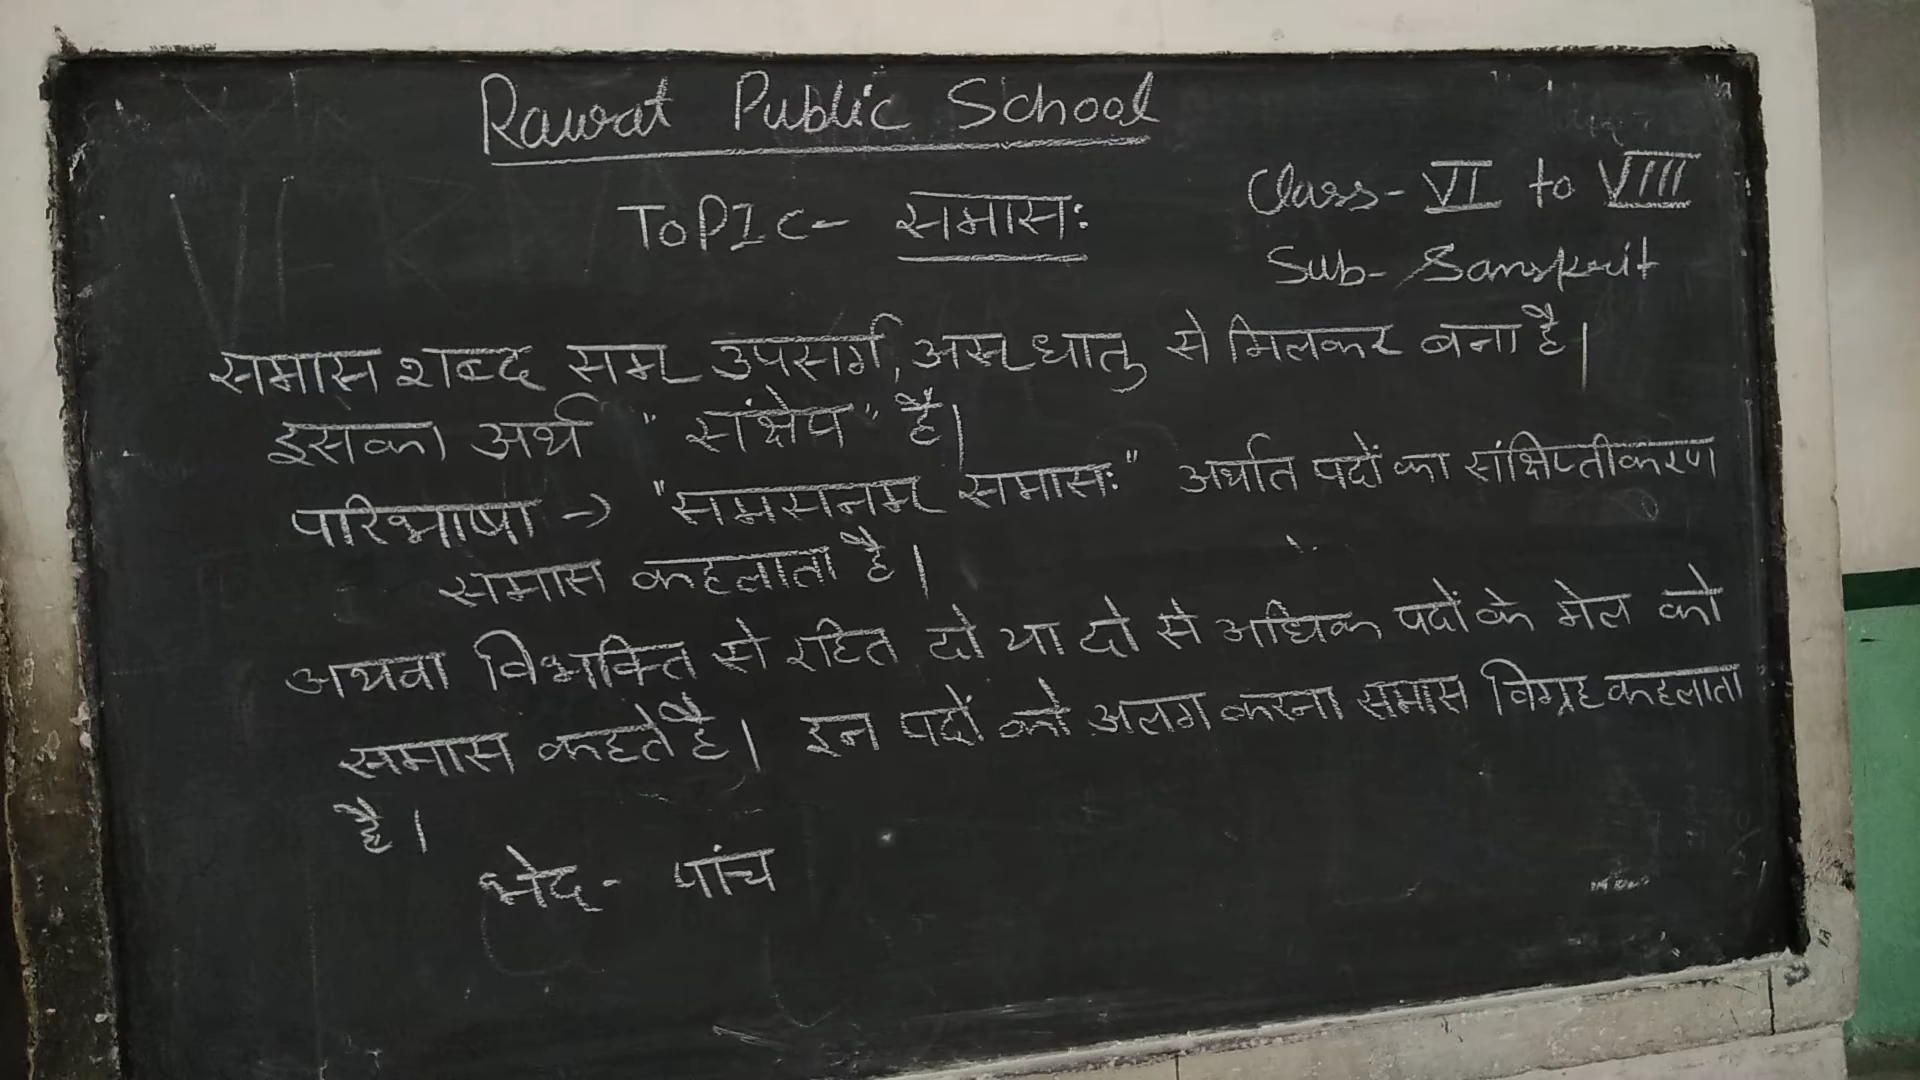 Rawat Public School
TOPIC- समासः
Class- VI to VIII
Sub- Sanskrit
समास शब्द सम् उपसर्ग, अस् धातु से मिलकर बना है।
इसका अर्थ "संक्षेप" है।
परिभाषा -> "समसनम् समासः" अर्थात पदों का संक्षिप्तीकरण
समास कहलाता है।
अथवा विभक्ति से रहित दो या दो से अधिक पदों के मेल को
समास कहते है। इन पदों को अलग करना समास विग्रह कहलाता
है।
भेद - पांच